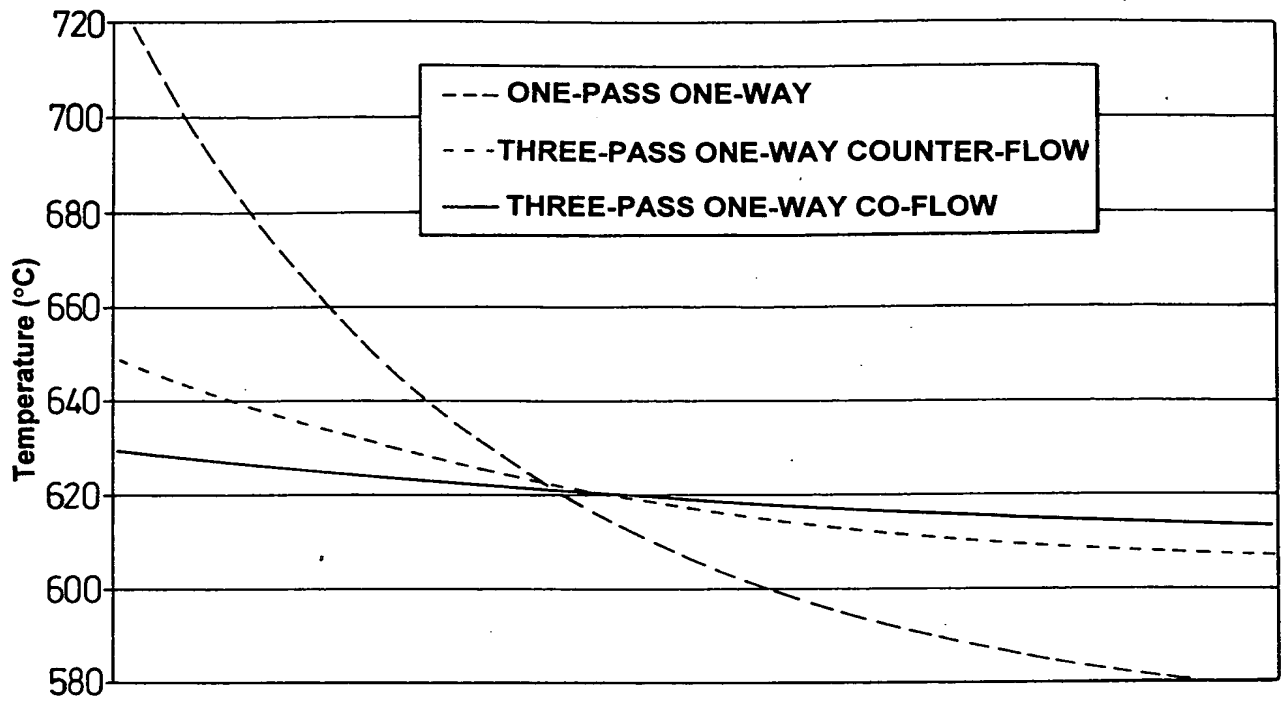 720
700
680
660
640
620
600
580
Temperature (°C)
ONE-PASS ONE-WAY
THREE-PASS ONE-WAY COUNTER-FLOW
THREE-PASS ONE-WAY CO-FLOW